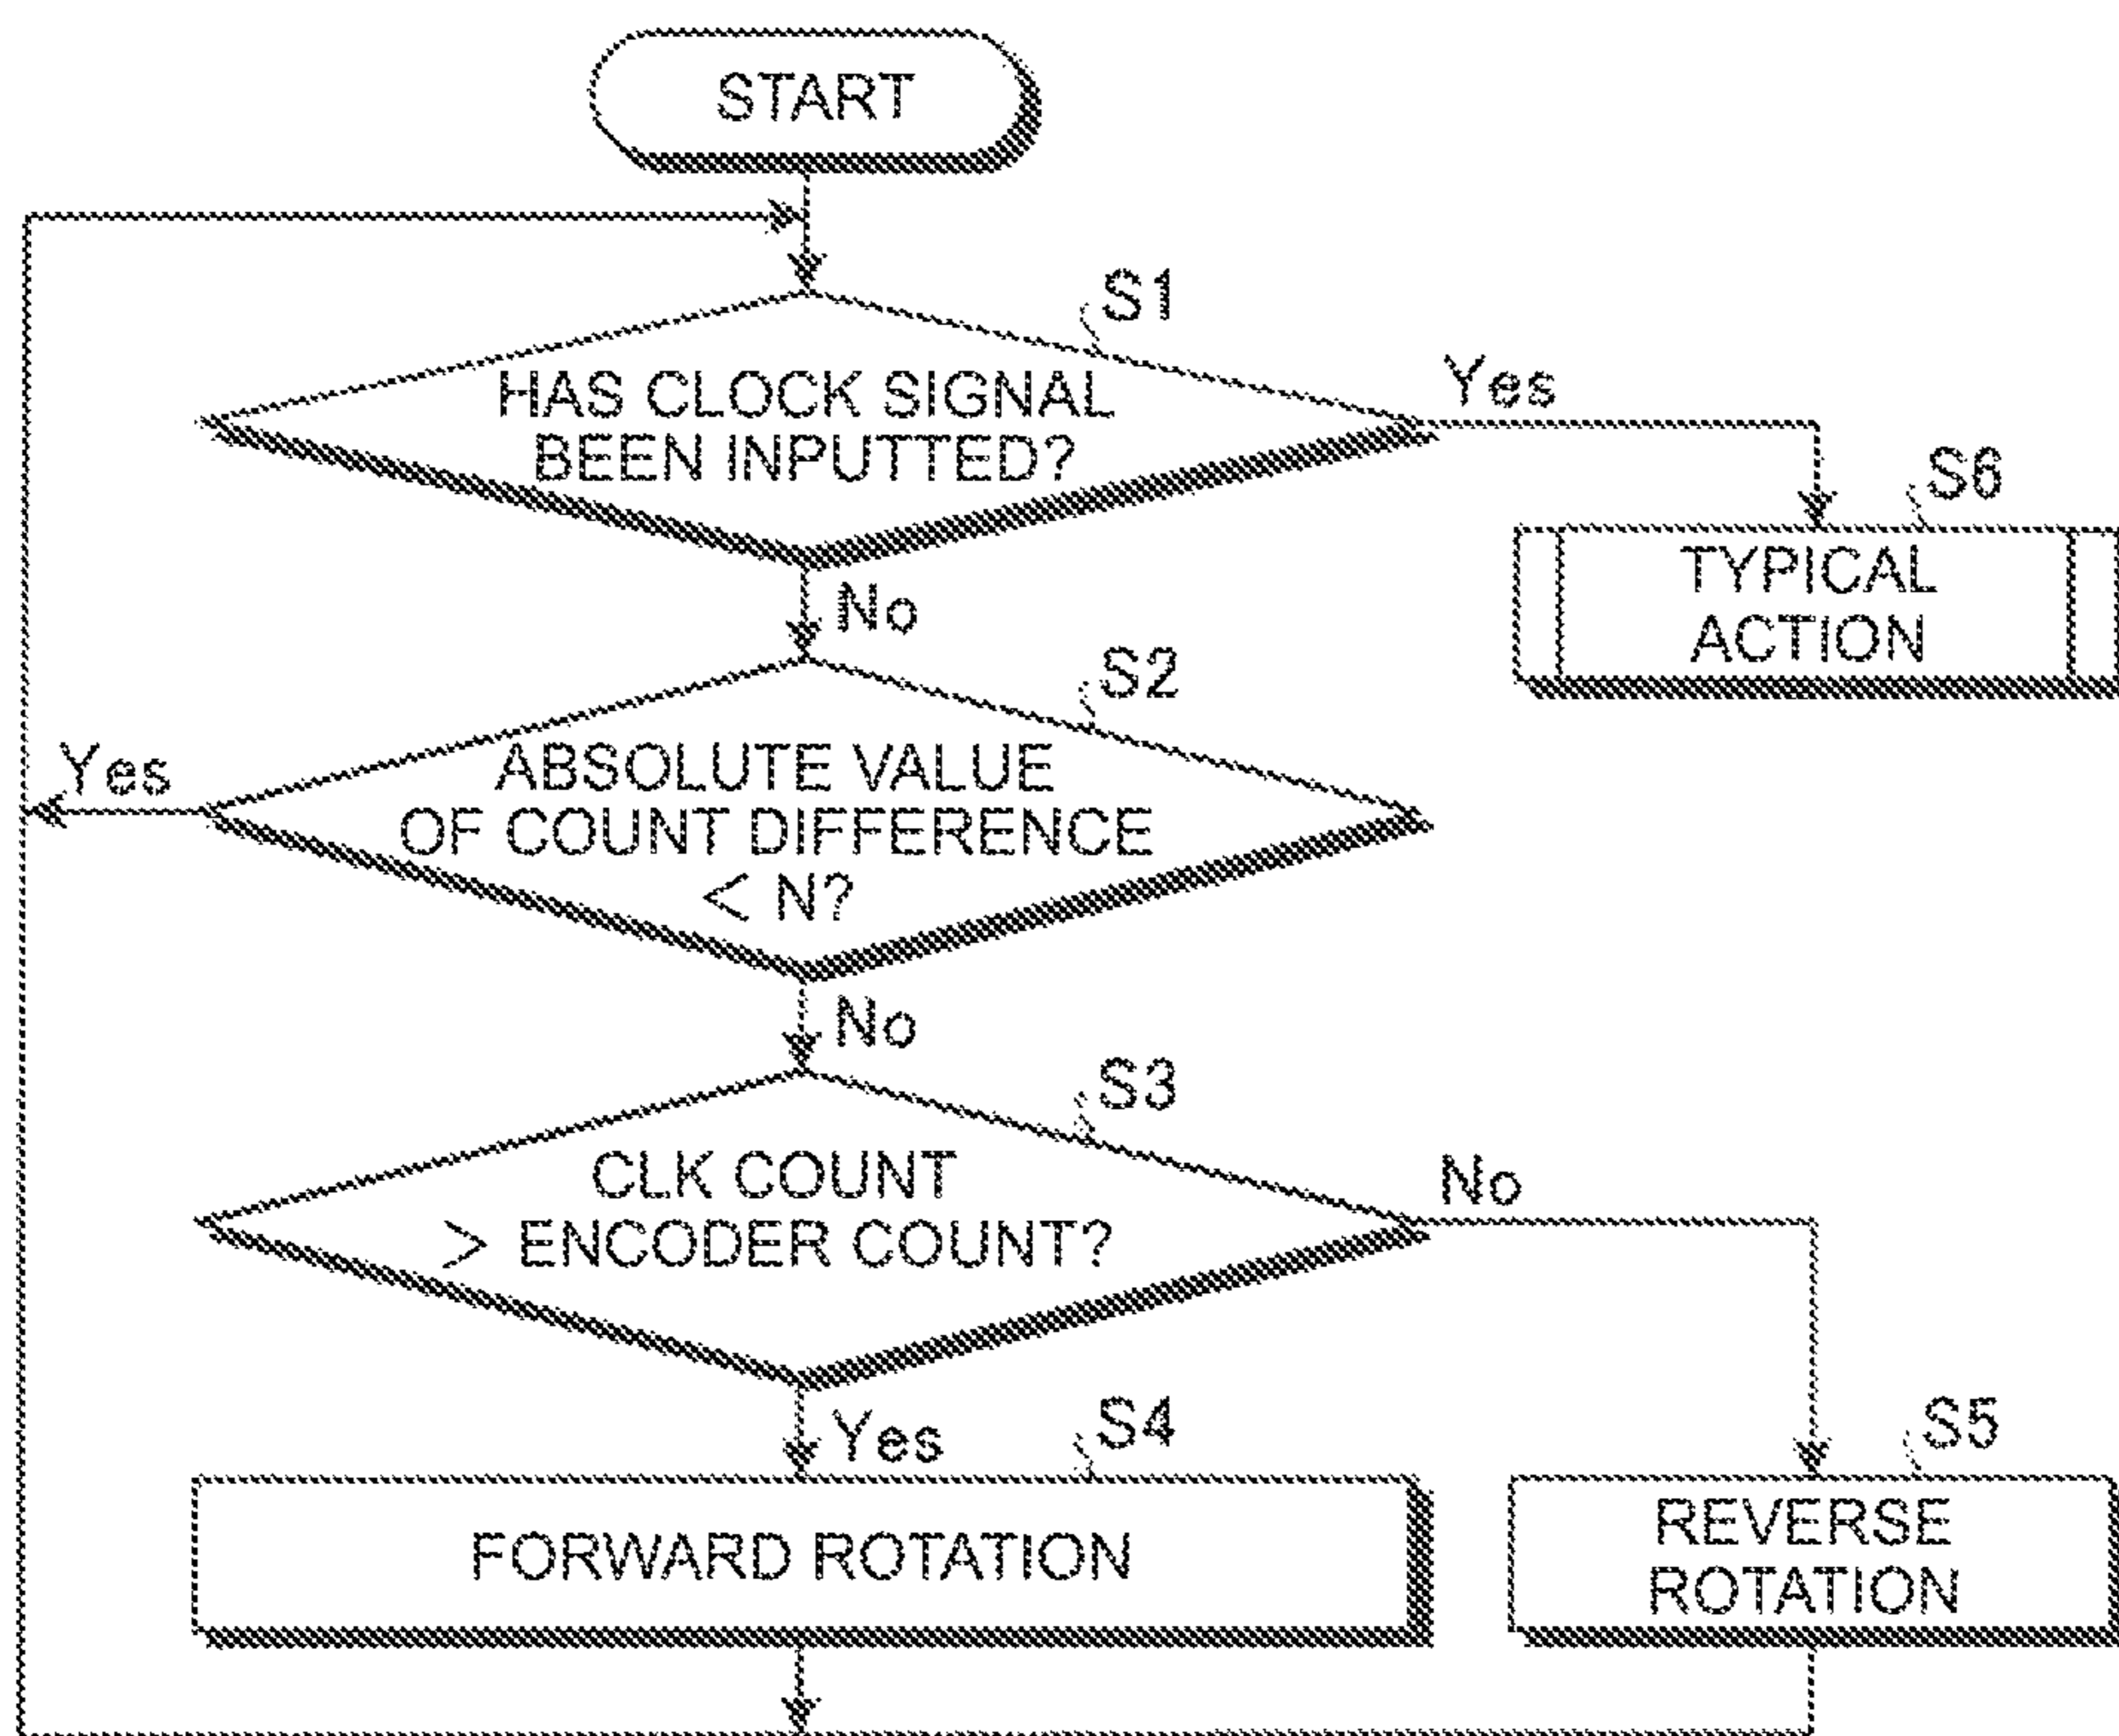 START
S1
HAS CLOCK SIGNAL
BEEN INPUTTED?
Yes
S6
TYPICAL
ACTION
No
S2
Yes
ABSOLUTE VALUE
OF COUNT DIFFERENCE
< N?
No
S3
CLK COUNT
> ENCODER COUNT?
No
Yes
S4
FORWARD ROTATION
S5
REVERSE
ROTATION